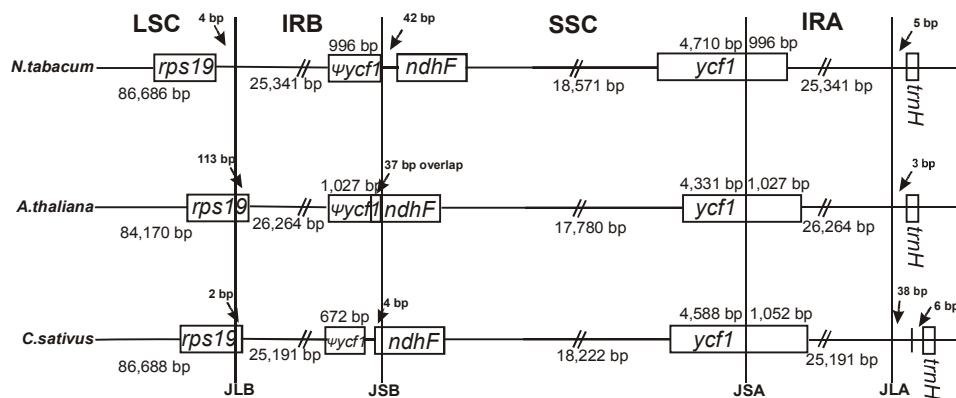 LSC IRB SSC IRA
4 bp 42 bp 5 bp
996 bp 4,710 bp 996 bp
N.tabacum rps19 Ψycf1 ndhF ycf1 trnH
86,686 bp 25,341 bp 18,571 bp 25,341 bp
113 bp 37 bp overlap 3 bp
1,027 bp 4,331 bp 1,027 bp
A.thaliana rps19 Ψycf1 ndhF ycf1 trnH
84,170 bp 26,264 bp 17,780 bp 26,264 bp
2 bp 4 bp 38 bp 6 bp
672 bp 4,588 bp 1,052 bp
C.sativus rps19 Ψycf1 ndhF ycf1 trnH
86,688 bp 25,191 bp 18,222 bp 25,191 bp
JLB JSB JSA JLA